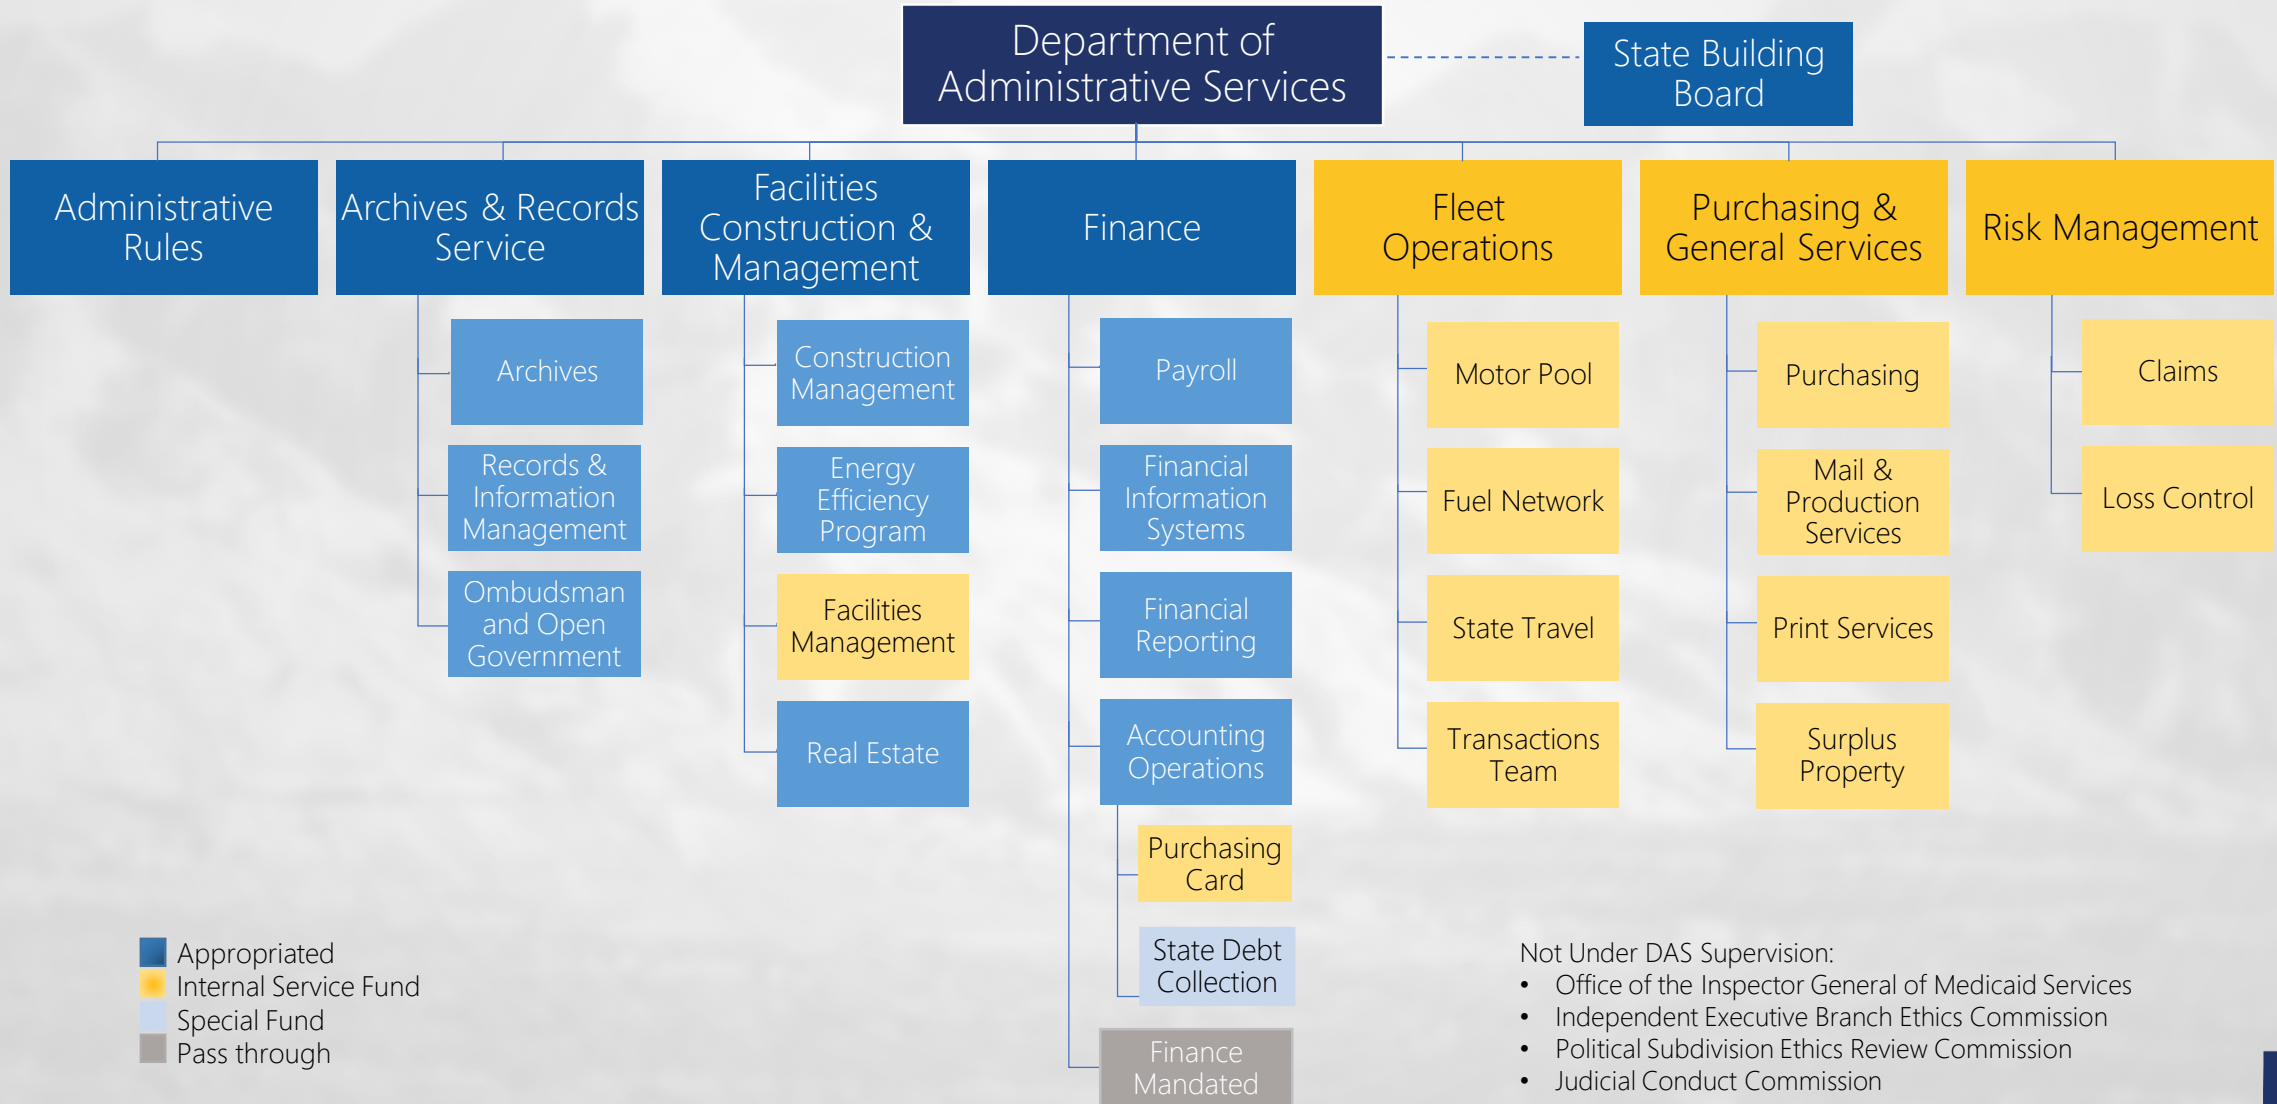 Department of
Administrative Services
State Building
Board
Administrative
Rules
Archives & Records
Service
Facilities
Construction &
Management
Finance
Fleet
Operations
Purchasing &
General Services
Risk Management
Archives
Records &
Information
Management
Ombudsman
and Open
Government
Construction
Management
Energy
Efficiency
Program
Facilities
Management
Real Estate
Payroll
Financial
Information
Systems
Financial
Reporting
Accounting
Operations
Purchasing
Card
State Debt
Collection
Finance
Mandated
Motor Pool
Fuel Network
State Travel
Transactions
Team
Purchasing
Mail &
Production
Services
Print Services
Surplus
Property
Claims
Loss Control
Appropriated
Internal Service Fund
Special Fund
Pass through
Not Under DAS Supervision:
• Office of the Inspector General of Medicaid Services
• Independent Executive Branch Ethics Commission
• Political Subdivision Ethics Review Commission
• Judicial Conduct Commission